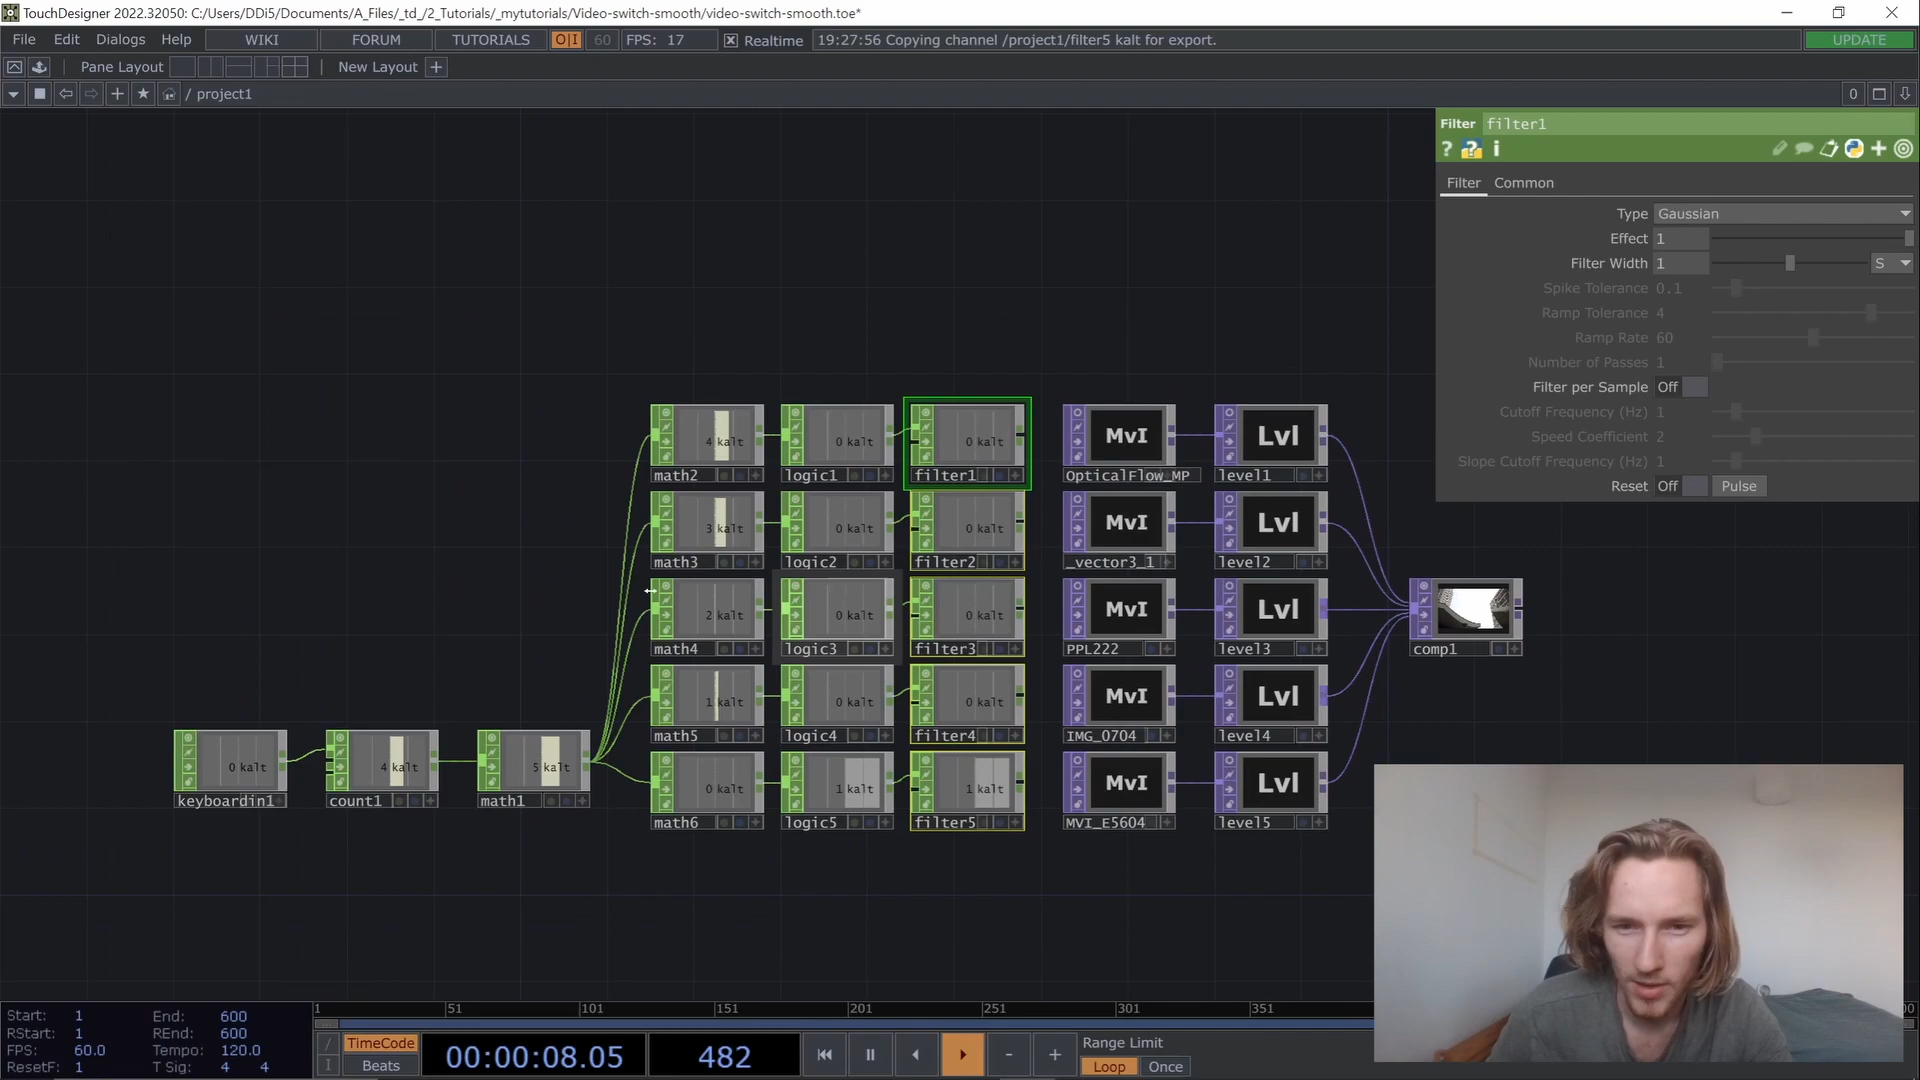 TouchDesigner 2022.32050: C:/Users/DDi5/Documents/A_Files/_td_/2_Tutorials/_mytutorials/Video-switch-smooth/video-switch-smooth.toe*
File Edit Dialogs Help WIKI FORUM TUTORIALS O|I 60 FPS: 17 Realtime 19:27:56 Copying channel /project1/filter5 kalt for export. UPDATE
Pane Layout New Layout +
/ project1 0
Filter filter1
? i
Filter Common
Type Gaussian
Effect 1
Filter Width 1 S
Spike Tolerance 0.1
Ramp Tolerance 4
Ramp Rate 60
Number of Passes 1
Filter per Sample Off
Cutoff Frequency (Hz) 1
Speed Coefficient 2
Slope Cutoff Frequency (Hz) 1
Reset Off Pulse
4 kalt 0 kalt 0 kalt MvI Lvl
math2 logic1 filter1 OpticalFlow_MP level1
3 kalt 0 kalt 0 kalt MvI Lvl
math3 logic2 filter2 _vector3_1 level2
2 kalt 0 kalt 0 kalt MvI Lvl
math4 logic3 filter3 PPL222 level3 comp1
1 kalt 0 kalt 0 kalt MvI Lvl
math5 logic4 filter4 IMG_0704 level4
0 kalt 4 kalt 5 kalt 0 kalt 1 kalt 1 kalt MvI Lvl
keyboardin1 count1 math1 math6 logic5 filter5 MVI_E5604 level5
1 51 101 151 201 251 301 351
Start: 1 End: 600
RStart: 1 REnd: 600
FPS: 60.0 Tempo: 120.0
ResetF: 1 T Sig: 4 4
TimeCode
Beats
00:00:08.05 482
- +
Range Limit
Loop Once